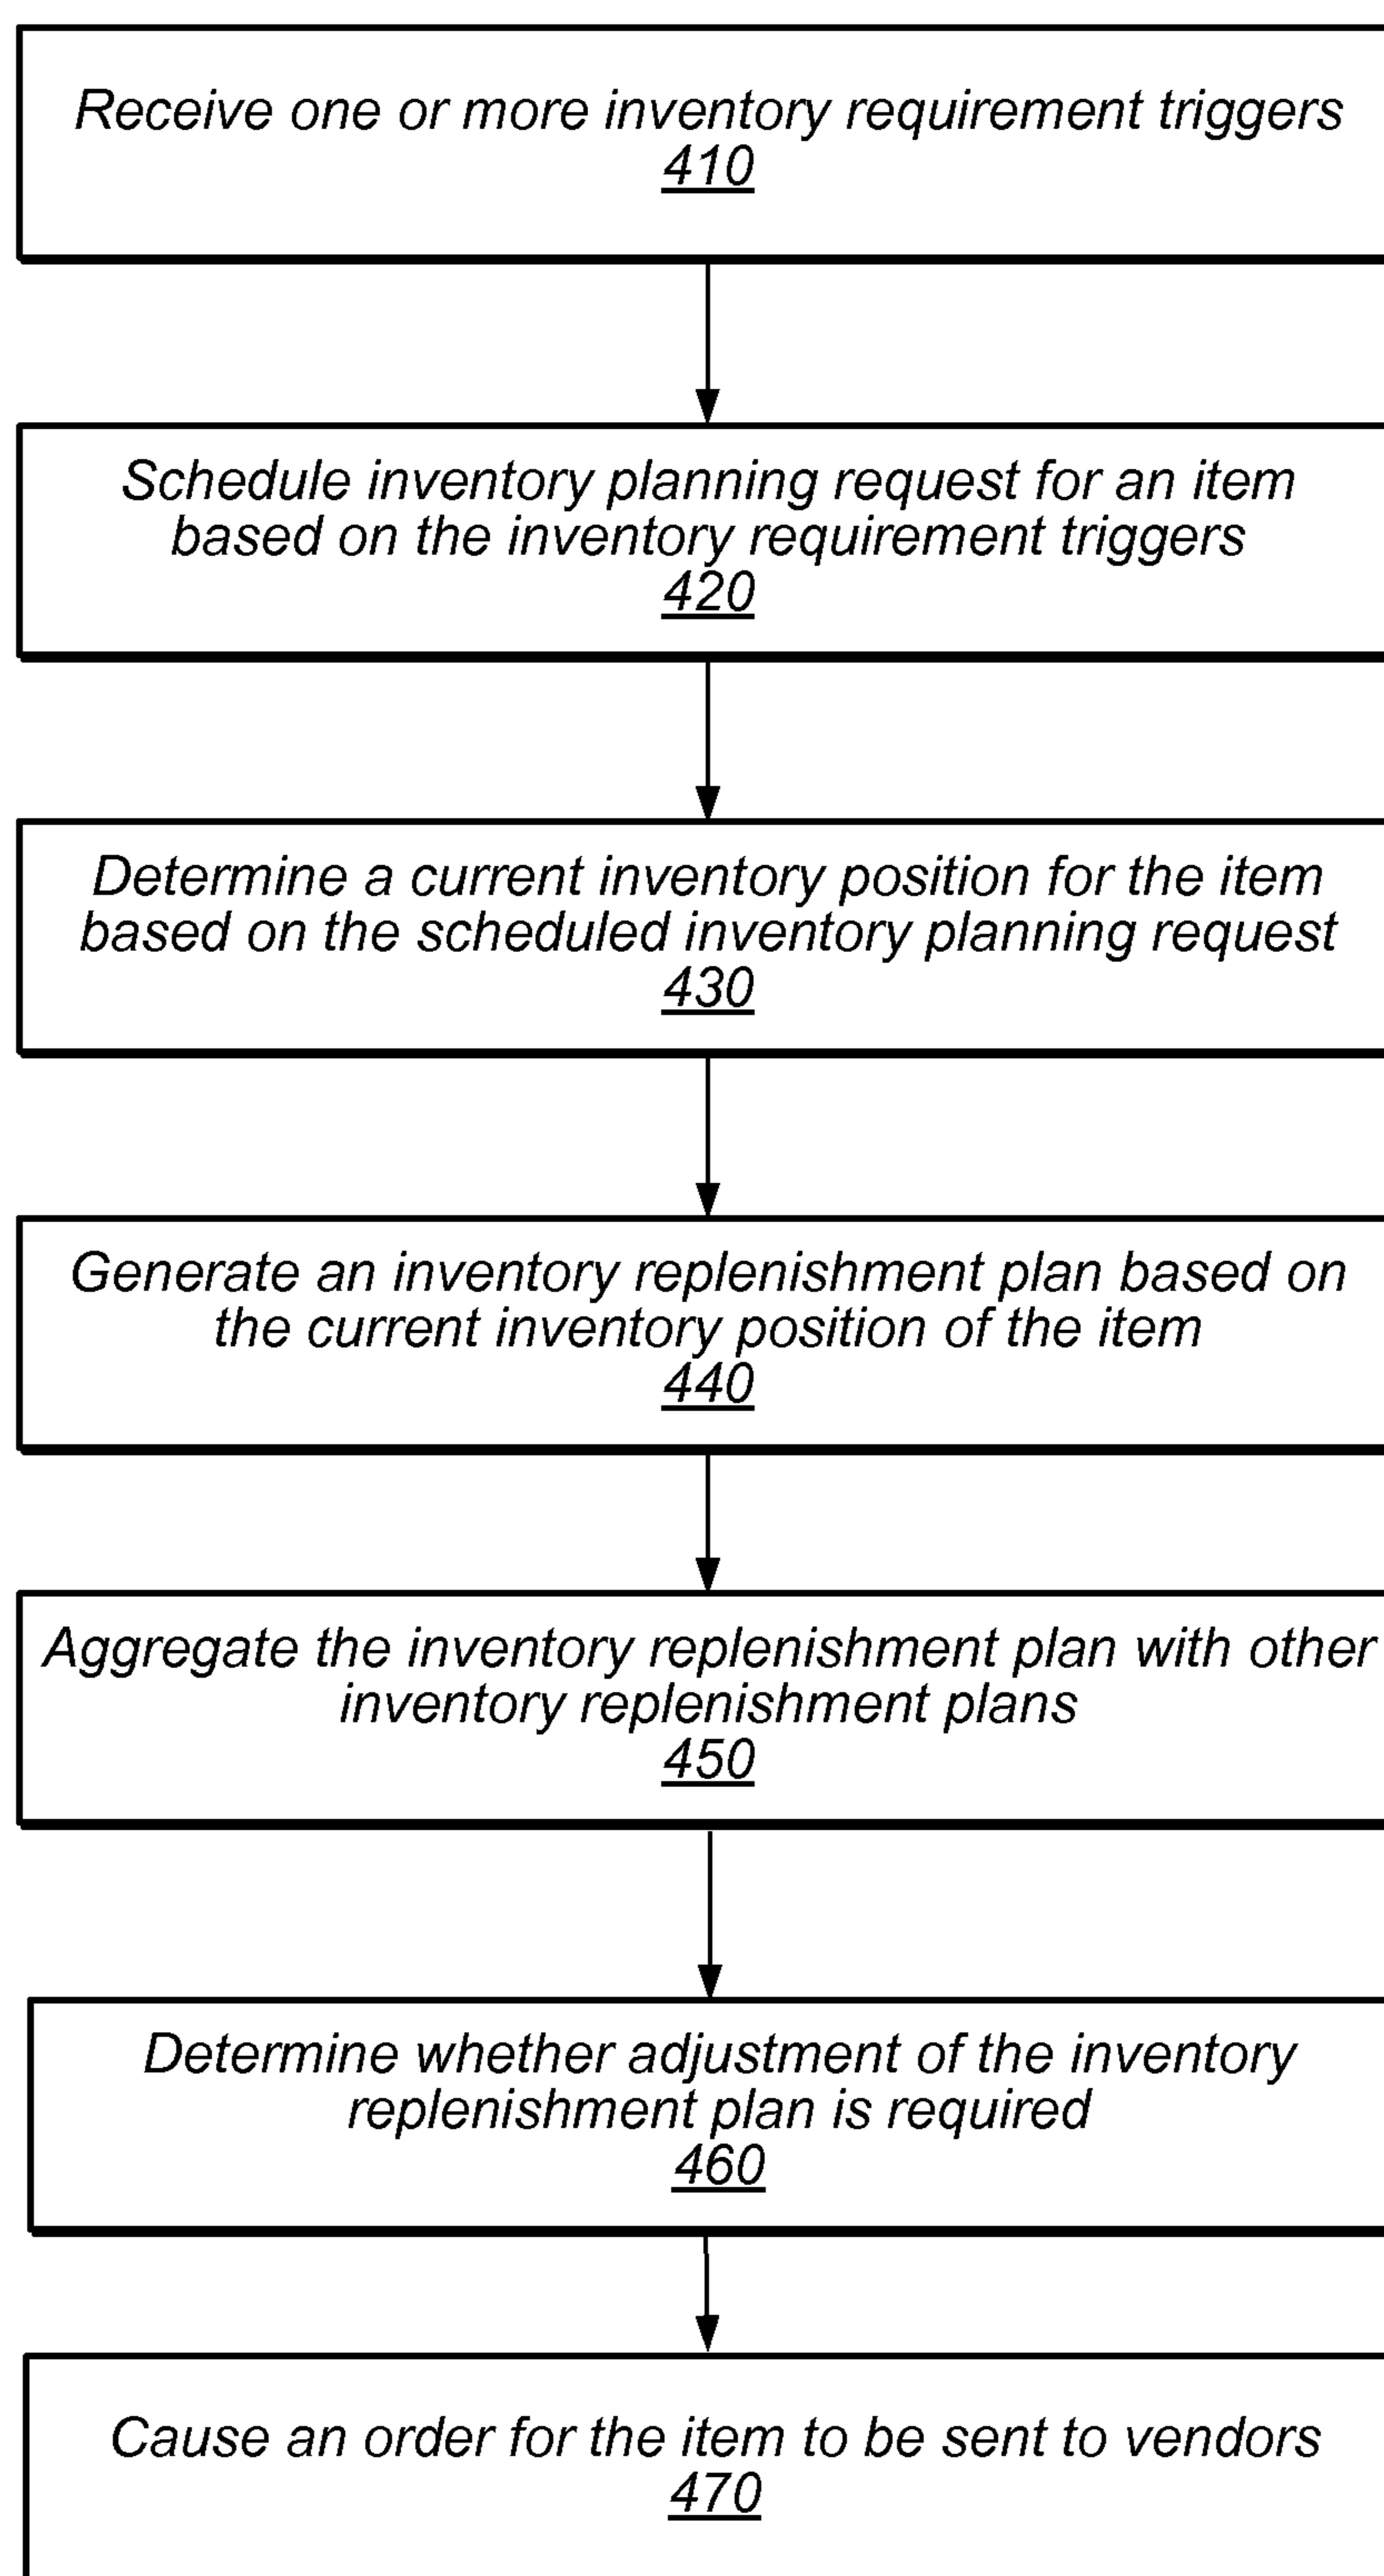 Receive one or more inventory requirement triggers
410
Schedule inventory planning request for an item
based on the inventory requirement triggers
420
Determine a current inventory position for the item
based on the scheduled inventory planning request
430
Generate an inventory replenishment plan based on
the current inventory position of the item
440
Aggregate the inventory replenishment plan with other
inventory replenishment plans
450
Determine whether adjustment of the inventory
replenishment plan is required
460
Cause an order for the item to be sent to vendors
470